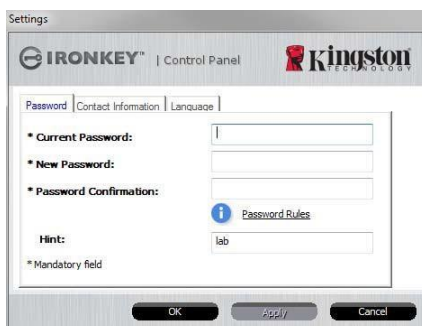 Settings
IRONKEY™ | Control Panel
Kingston
TECHNOLOGY
Password Contact Information Language
* Current Password:
* New Password:
* Password Confirmation:
Password Rules
Hint: lab
* Mandatory field
OK Apply Cancel